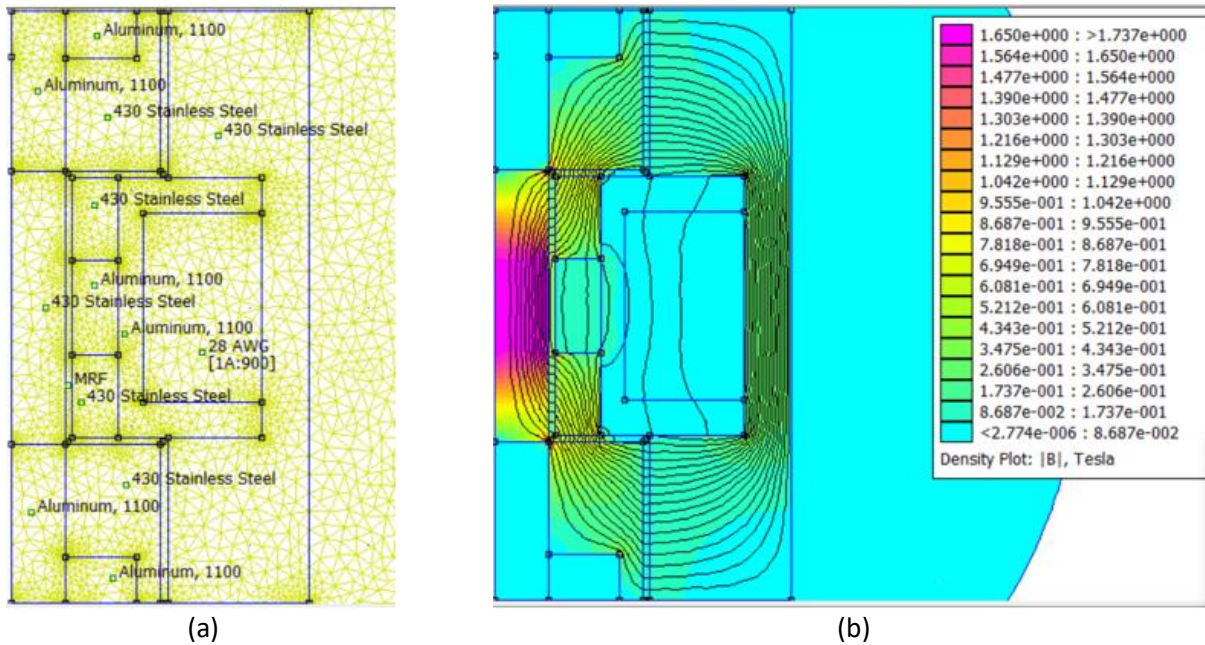 Aluminum, 1100
Aluminum, 1100
430 Stainless Steel
430 Stainless Steel
430 Stainless Steel
Aluminum, 1100
430 Stainless Steel
Aluminum, 1100
28 AWG
[1A:900]
MRF
430 Stainless Steel
430 Stainless Steel
Aluminum, 1100
Aluminum, 1100
(a)
1.650e+000 : >1.737e+000
1.564e+000 : 1.650e+000
1.477e+000 : 1.564e+000
1.390e+000 : 1.477e+000
1.303e+000 : 1.390e+000
1.216e+000 : 1.303e+000
1.129e+000 : 1.216e+000
1.042e+000 : 1.129e+000
9.555e-001 : 1.042e+000
8.687e-001 : 9.555e-001
7.818e-001 : 8.687e-001
6.949e-001 : 7.818e-001
6.081e-001 : 6.949e-001
5.212e-001 : 6.081e-001
4.343e-001 : 5.212e-001
3.475e-001 : 4.343e-001
2.606e-001 : 3.475e-001
1.737e-001 : 2.606e-001
8.687e-002 : 1.737e-001
<2.774e-006 : 8.687e-002
Density Plot: |B|, Tesla
(b)